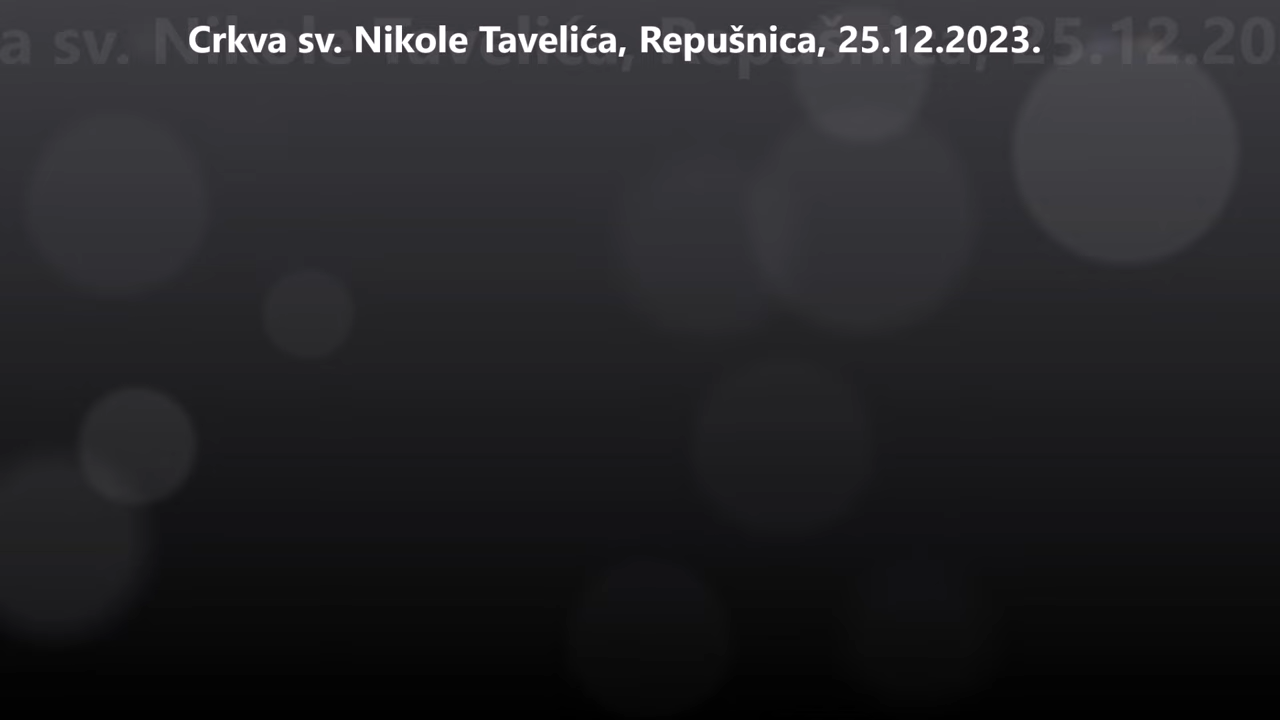 Crkva sv. Nikole Tavelića, Repušnica, 25.12.2023.